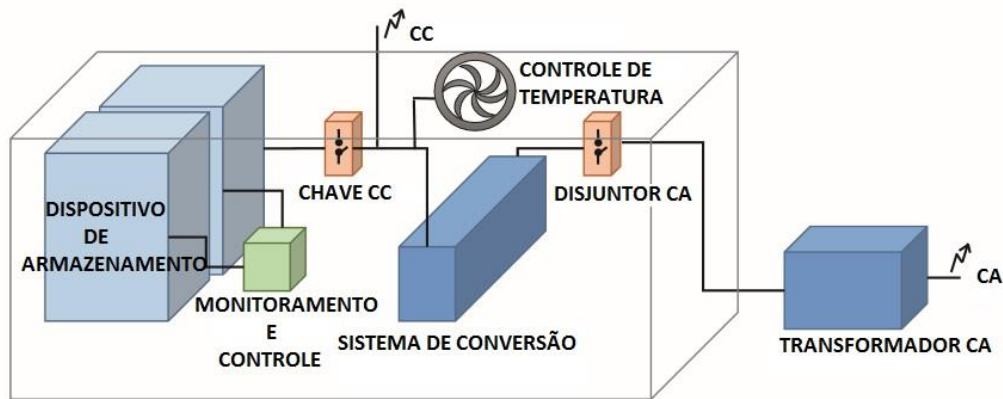 CC
CONTROLE DE
TEMPERATURA
CHAVE CC
DISJUNTOR CA
DISPOSITIVO
DE
ARMAZENAMENTO
MONITORAMENTO
E
CONTROLE
SISTEMA DE CONVERSÃO
CA
TRANSFORMADOR CA